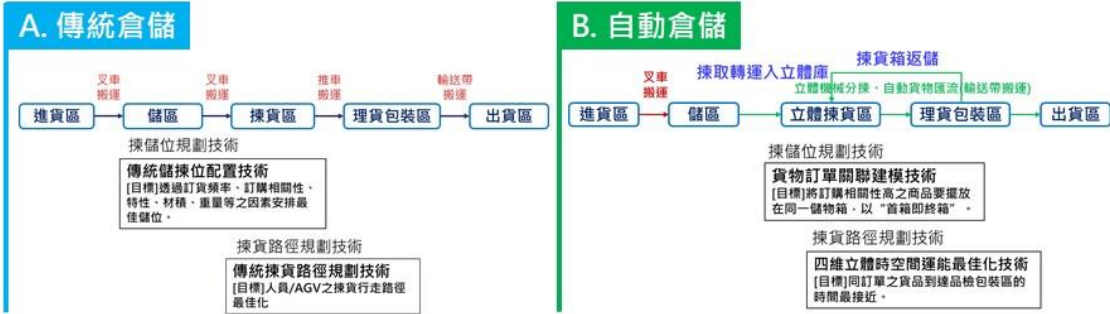 A. 傳統倉儲
叉車
搬運
叉車
搬運
推車
搬運
輸送帶
搬運
進貨區
儲區
揀貨區
理貨包裝區
出貨區
揀儲位規劃技術
傳統儲揀位配置技術
[目標]透過訂貨頻率、訂購相關性、
特性、材積、重量等之因素安排最
佳儲位。
揀貨路徑規劃技術
傳統揀貨路徑規劃技術
[目標]人員/AGV之揀貨行走路徑
最佳化
B. 自動倉儲
揀貨箱返儲
叉車
搬運
揀取轉運入立體庫
立體機械分揀、自動貨物匯流(輸送帶搬運)
進貨區
儲區
立體揀貨區
理貨包裝區
出貨區
揀儲位規劃技術
貨物訂單關聯建模技術
[目標]將訂購相關性高之商品要擺放
在同一儲物箱，以“首箱即終箱”。
揀貨路徑規劃技術
四維立體時空間運能最佳化技術
[目標]同訂單之貨品到達品檢包裝區的
時間最接近。